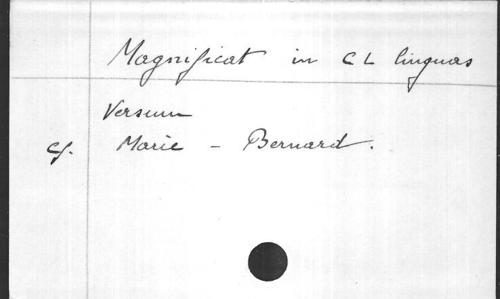 Magnificat in CL linguas
Versum
cf. Marie - Bernard.